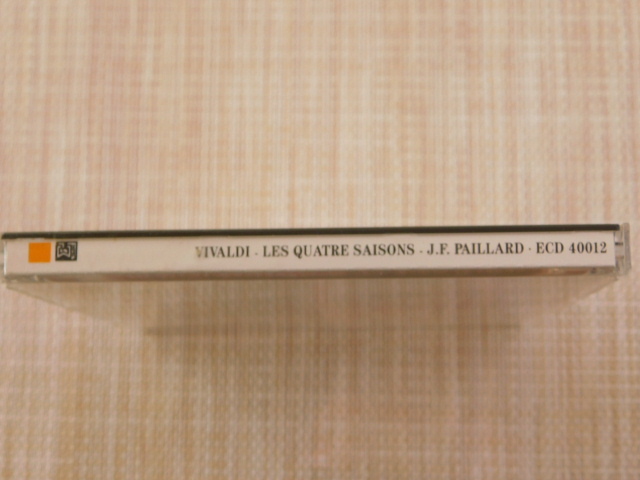 VIVALDI · LES QUATRE SAISONS · J.F. PAILLARD · ECD 40012